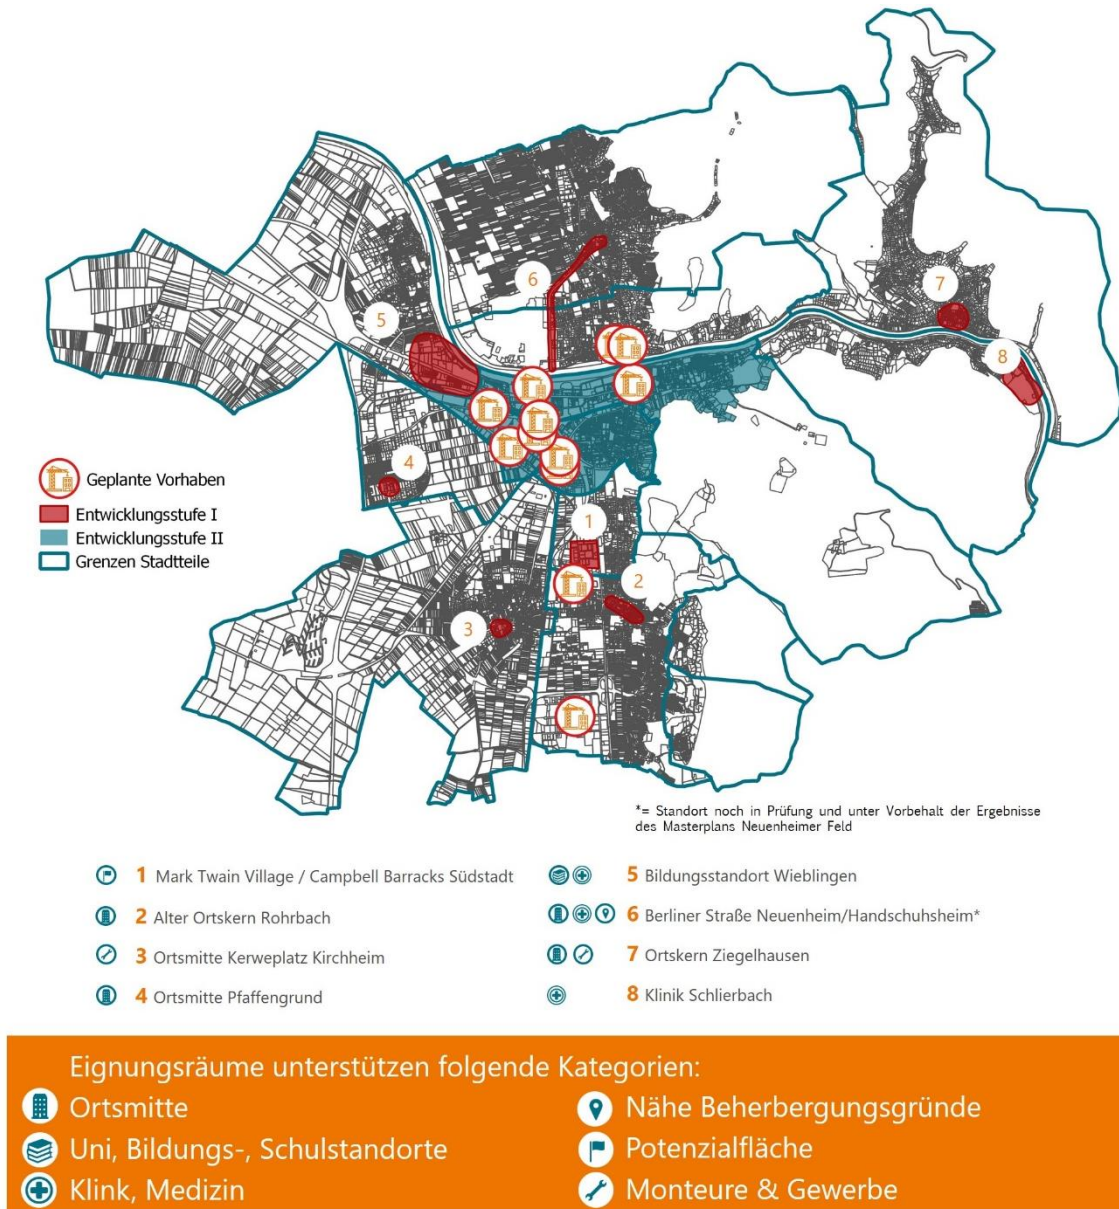 6
7
5
8
4
Geplante Vorhaben
Entwicklungsstufe I
Entwicklungsstufe II
Grenzen Stadtteile
1
2
3
*= Standort noch in Prüfung und unter Vorbehalt der Ergebnisse
des Masterplans Neuenheimer Feld
1 Mark Twain Village / Campbell Barracks Südstadt
2 Alter Ortskern Rohrbach
3 Ortsmitte Kerweplatz Kirchheim
4 Ortsmitte Pfaffengrund
5 Bildungsstandort Wieblingen
6 Berliner Straße Neuenheim/Handschuhsheim*
7 Ortskern Ziegelhausen
8 Klinik Schlierbach
Eignungsräume unterstützen folgende Kategorien:
Ortsmitte
Uni, Bildungs-, Schulstandorte
Klink, Medizin
Nähe Beherbergungsgründe
Potenzialfläche
Monteure & Gewerbe